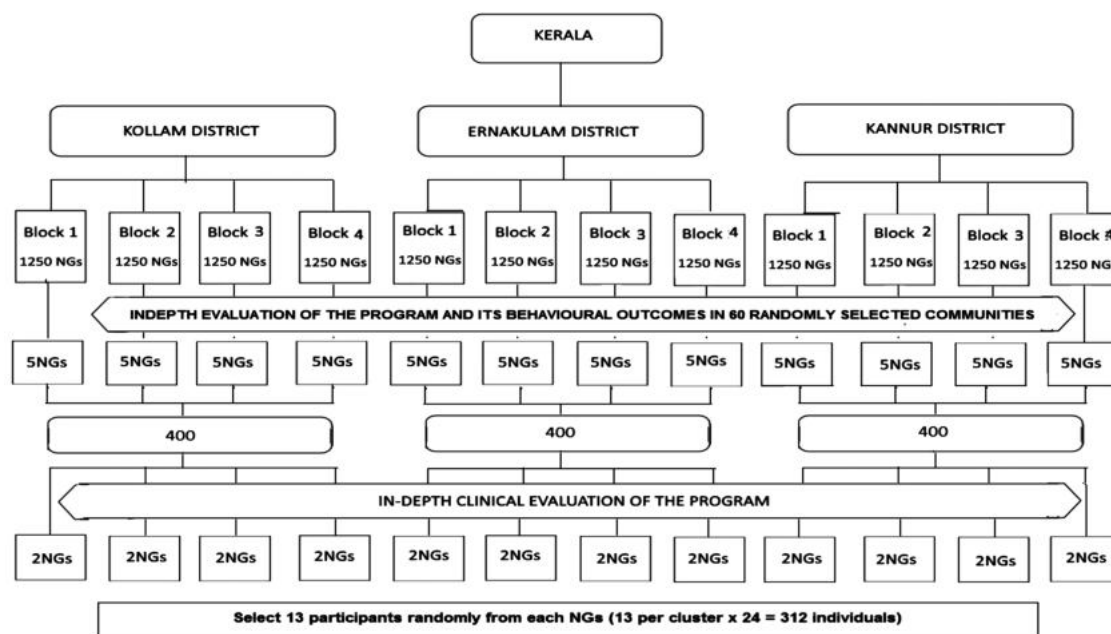 KERALA
KOLLAM DISTRICT
ERNAKULAM DISTRICT
KANNUR DISTRICT
Block 1
1250 NGs
Block 2
1250 NGs
Block 3
1250 NGs
Block 4
1250 NGs
Block 1
1250 NGs
Block 2
1250 NGs
Block 3
1250 NGs
Block 4
1250 NGs
Block 1
1250 NGs
Block 2
1250 NGs
Block 3
1250 NGs
Block 4
1250 NGs
INDEPTH EVALUATION OF THE PROGRAM AND ITS BEHAVIOURAL OUTCOMES IN 60 RANDOMLY SELECTED COMMUNITIES
5NGs
5NGs
5NGs
5NGs
5NGs
5NGs
5NGs
5NGs
5NGs
5NGs
5NGs
5NGs
400
400
400
IN-DEPTH CLINICAL EVALUATION OF THE PROGRAM
2NGs
2NGs
2NGs
2NGs
2NGs
2NGs
2NGs
2NGs
2NGs
2NGs
2NGs
2NGs
Select 13 participants randomly from each NGs (13 per cluster x 24 = 312 individuals)